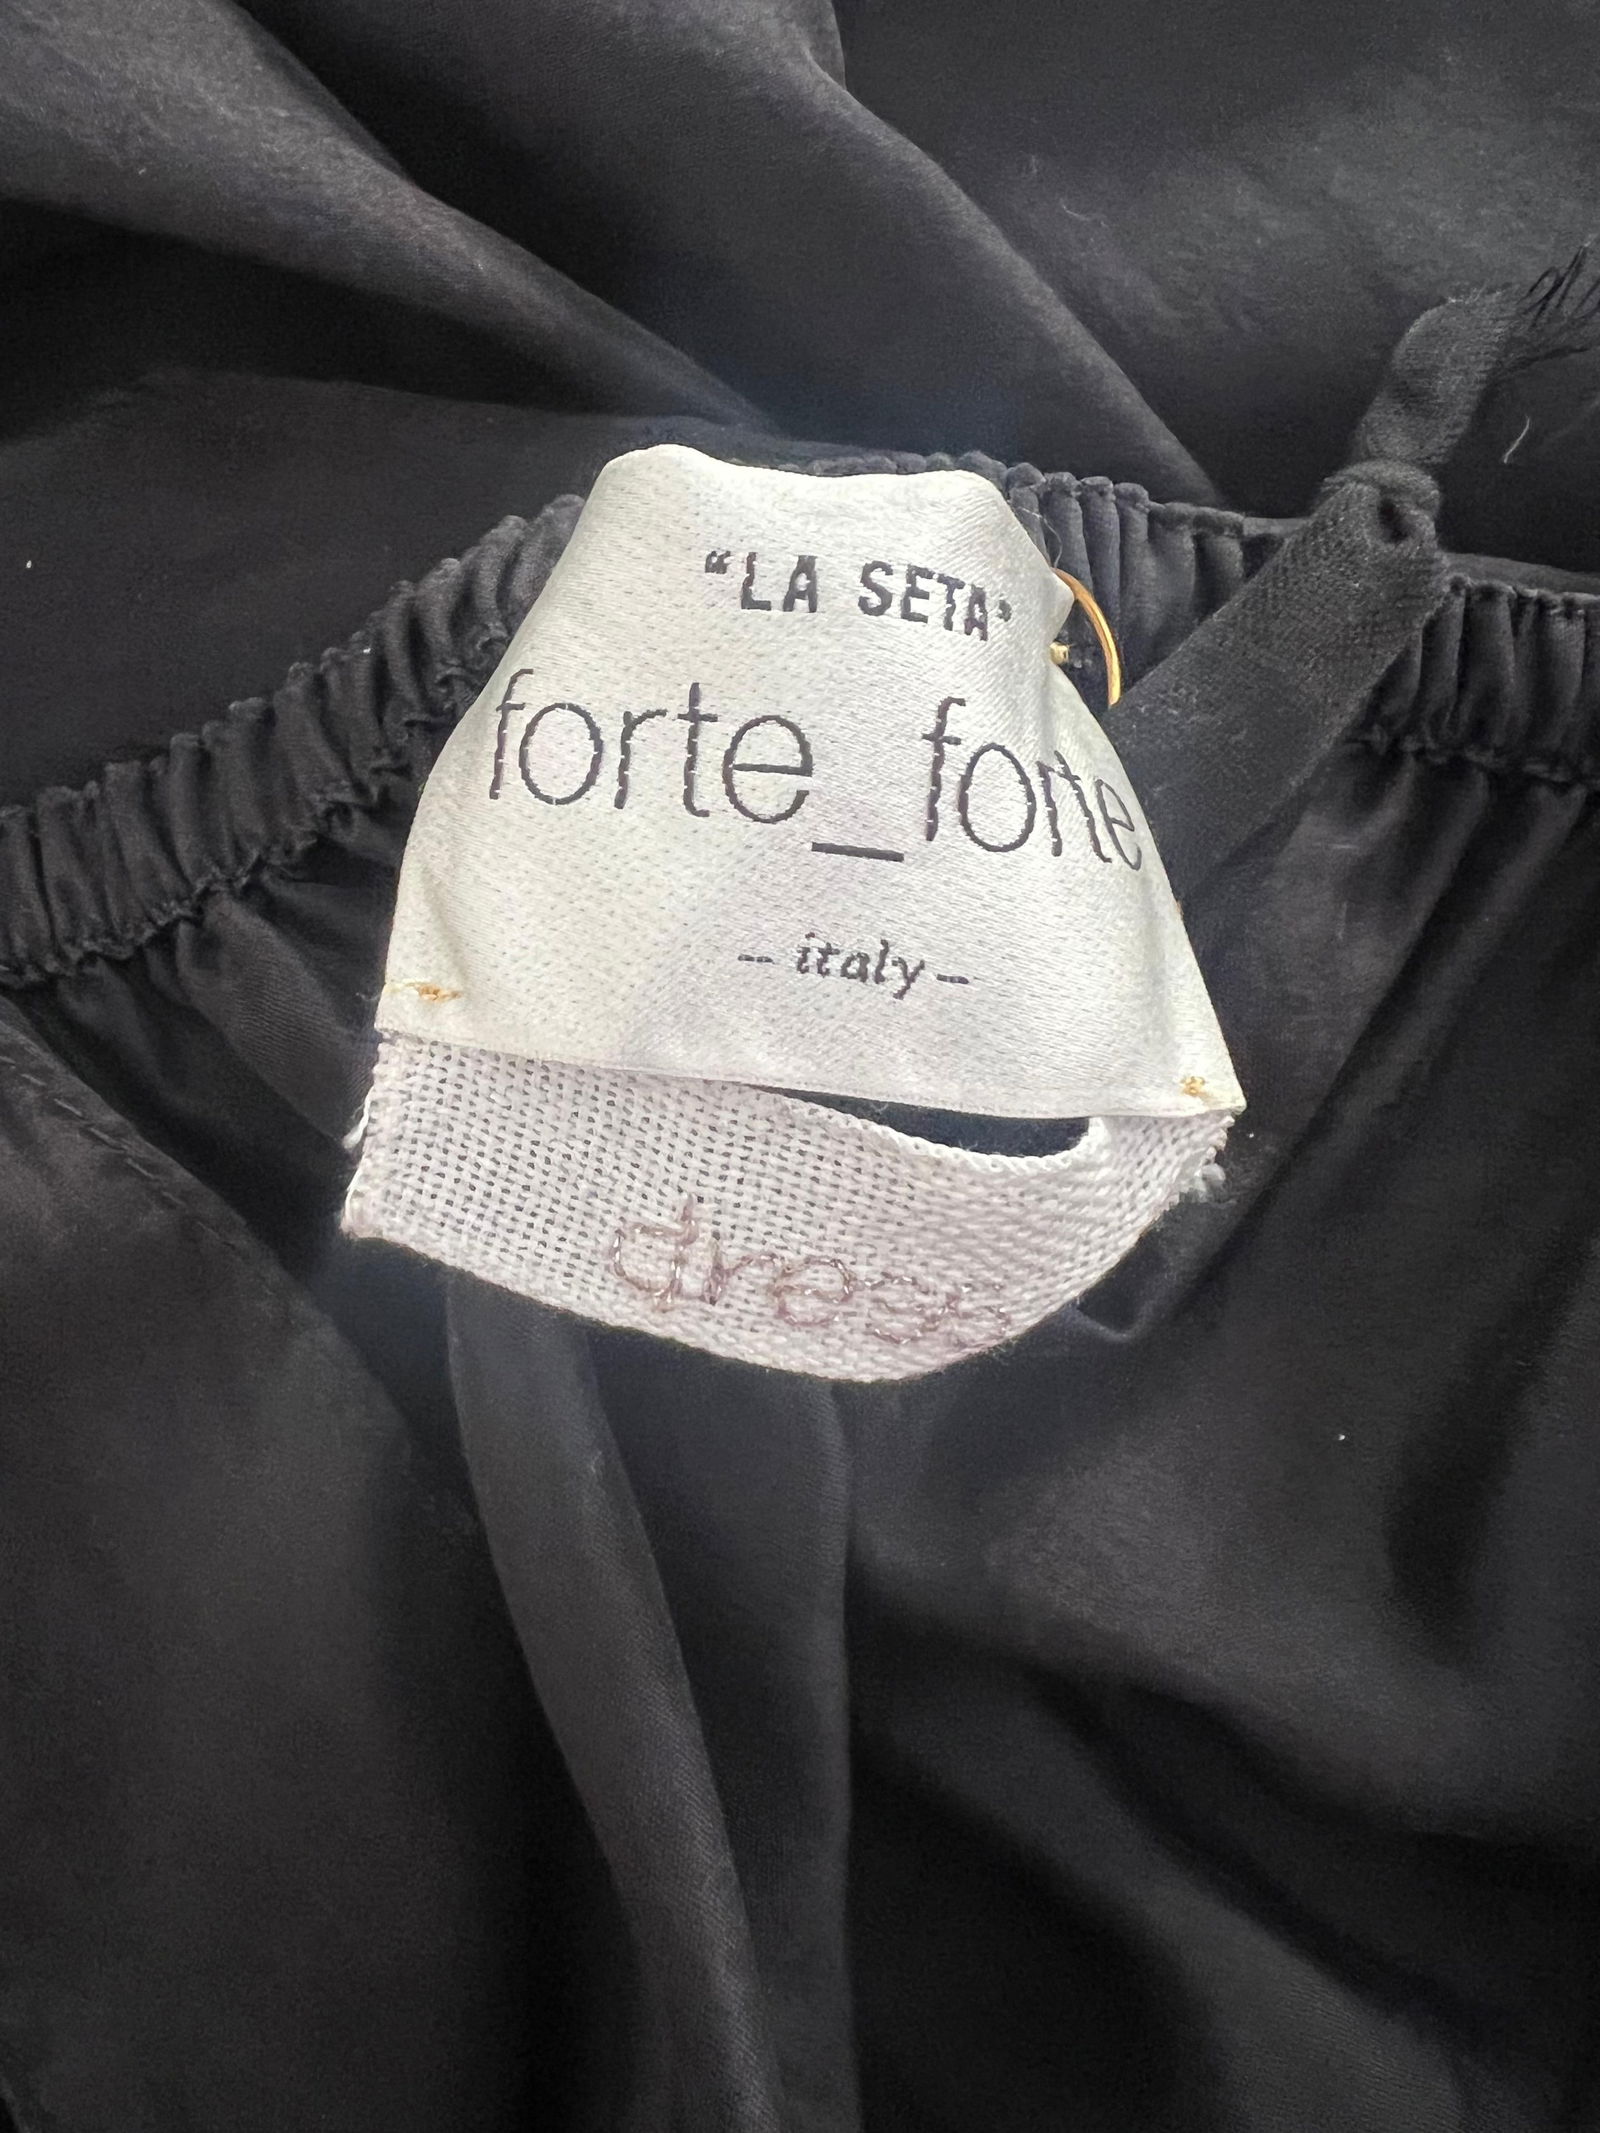 “LA SETA”
forte_forte
– italy –
dress